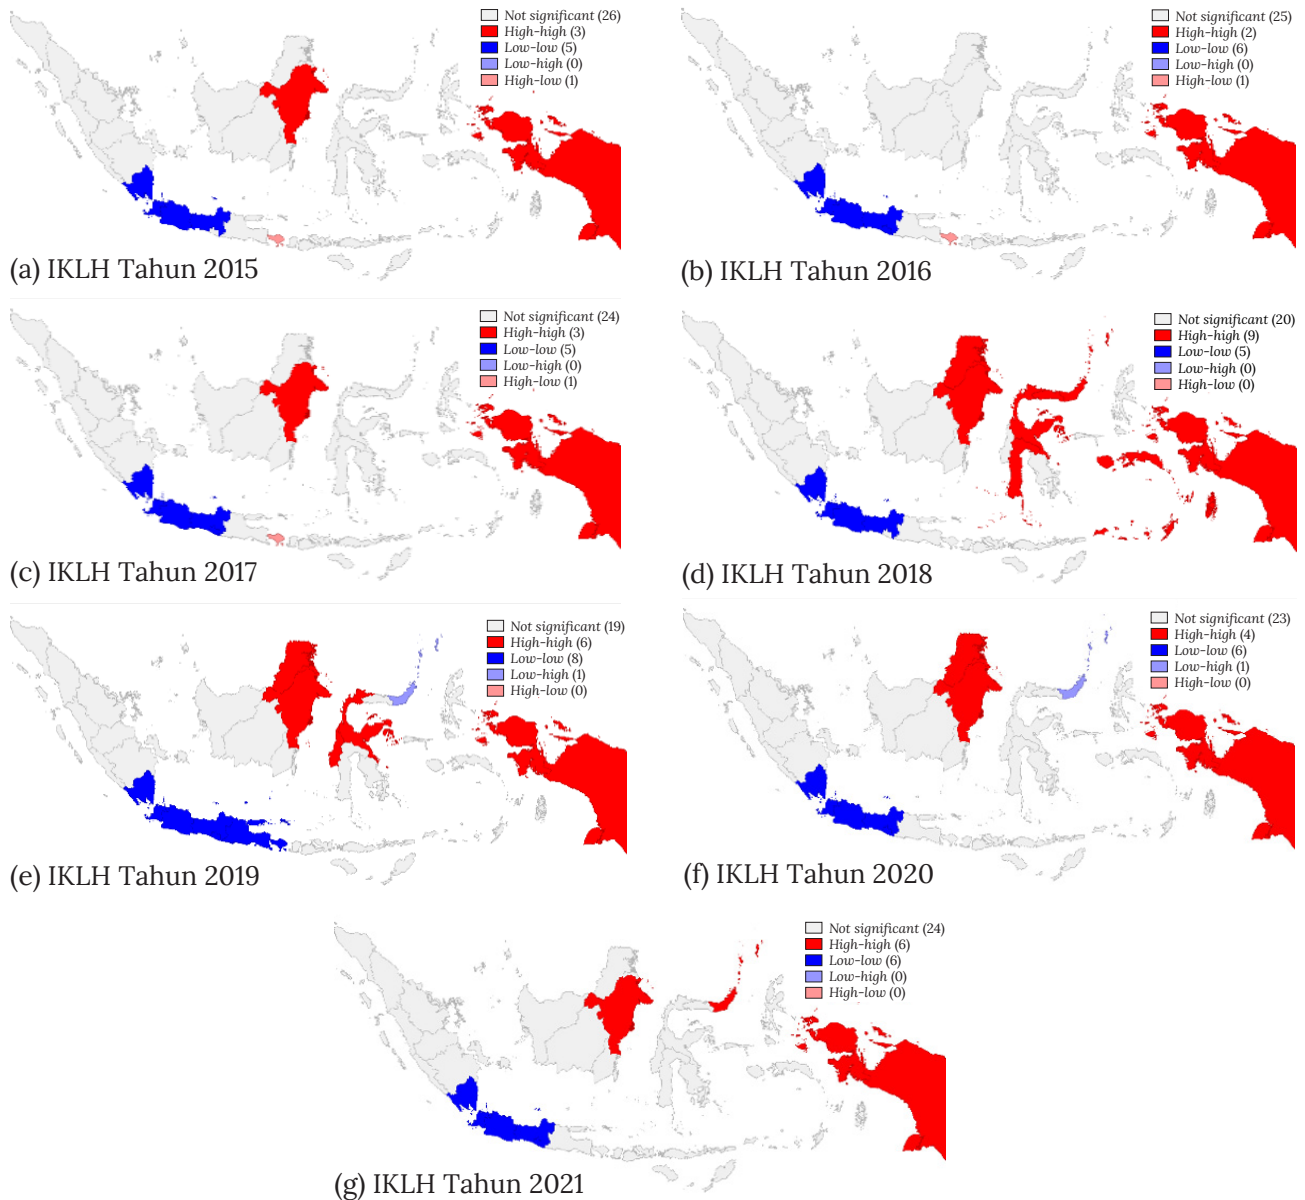 Not significant (26)
High-high (3)
Low-low (5)
Low-high (0)
High-low (1)
(a) IKLH Tahun 2015
Not significant (25)
High-high (2)
Low-low (6)
Low-high (0)
High-low (1)
(b) IKLH Tahun 2016
Not significant (24)
High-high (3)
Low-low (5)
Low-high (0)
High-low (1)
(c) IKLH Tahun 2017
Not significant (20)
High-high (9)
Low-low (5)
Low-high (0)
High-low (0)
(d) IKLH Tahun 2018
Not significant (19)
High-high (6)
Low-low (8)
Low-high (1)
High-low (0)
(e) IKLH Tahun 2019
Not significant (23)
High-high (4)
Low-low (6)
Low-high (1)
High-low (0)
(f) IKLH Tahun 2020
Not significant (24)
High-high (6)
Low-low (6)
Low-high (0)
High-low (0)
(g) IKLH Tahun 2021